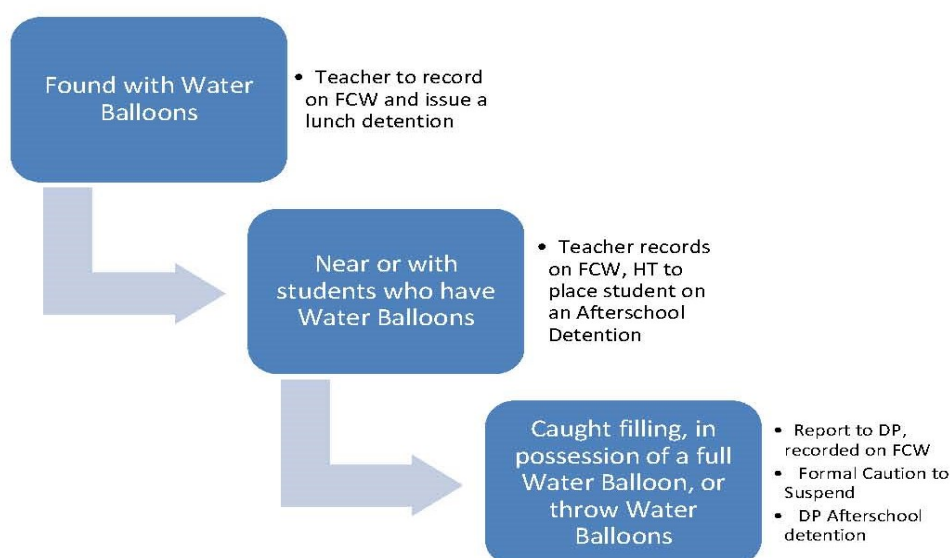 Found with Water
Balloons
• Teacher to record
on FCW and issue a
lunch detention
Near or with
students who have
Water Balloons
• Teacher records
on FCW, HT to
place student on
an Afterschool
Detention
Caught filling, in
possession of a full
Water Balloon, or
throw Water
Balloons
• Report to DP,
recorded on FCW
• Formal Caution to
Suspend
• DP Afterschool
detention